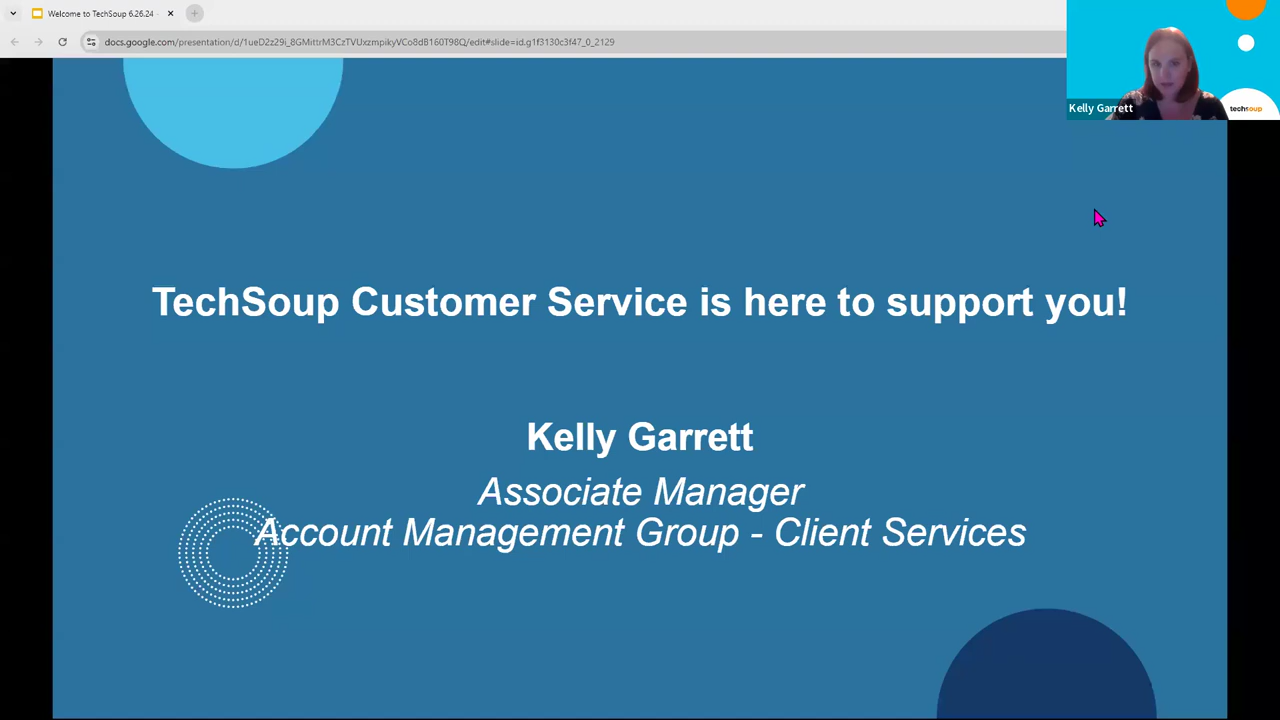 Welcome to TechSoup 6.26.24 -
docs.google.com/presentation/d/1ueD2z29i_8GMittrM3CzTVUxzmpikyVCo8dB160T98Q/edit#slide=id.g1f3130c3f47_0_2129
Kelly Garrett
techsoup
TechSoup Customer Service is here to support you!
Kelly Garrett
Associate Manager
Account Management Group - Client Services